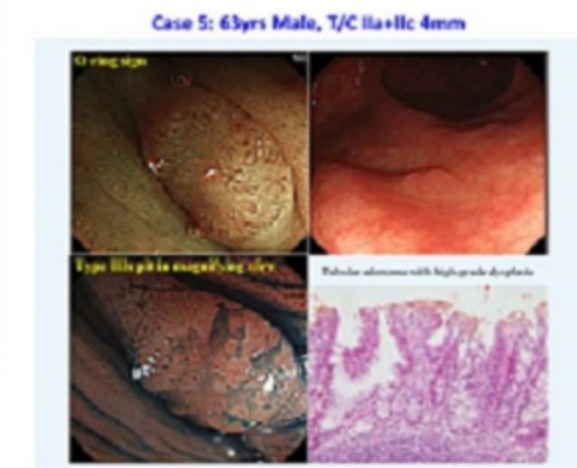 Case 5: 63yrs Male, T/C IIa+IIc 4mm
O-ring sign
Type IIIs pit in magnifying view
Tubular adenoma with high grade dysplasia